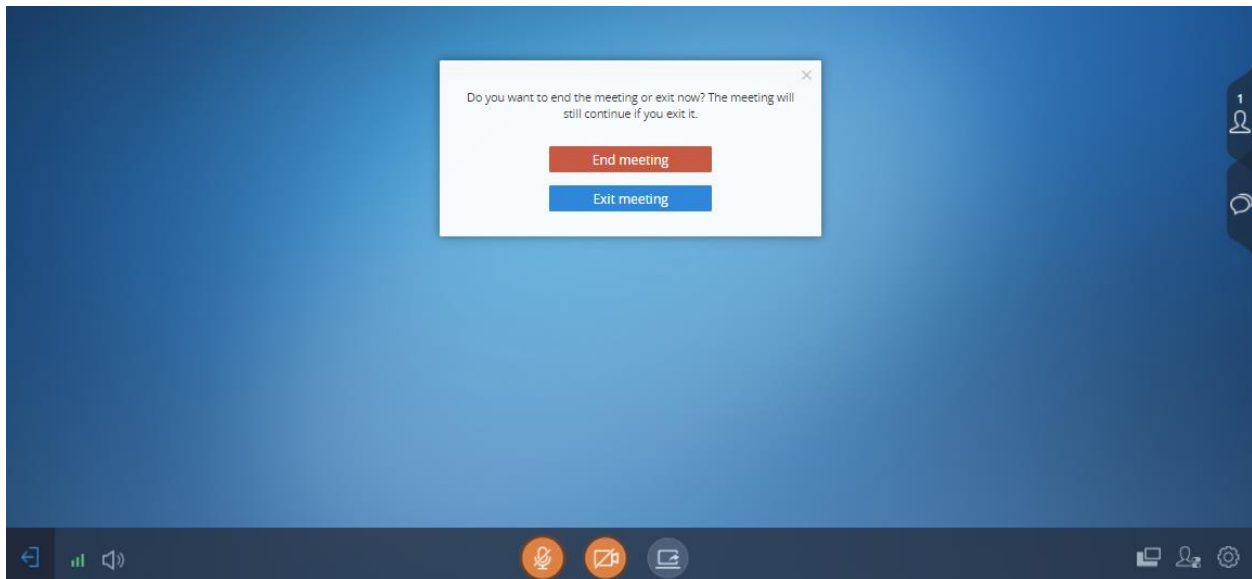 Do you want to end the meeting or exit now? The meeting will
still continue if you exit it.
End meeting
Exit meeting
1